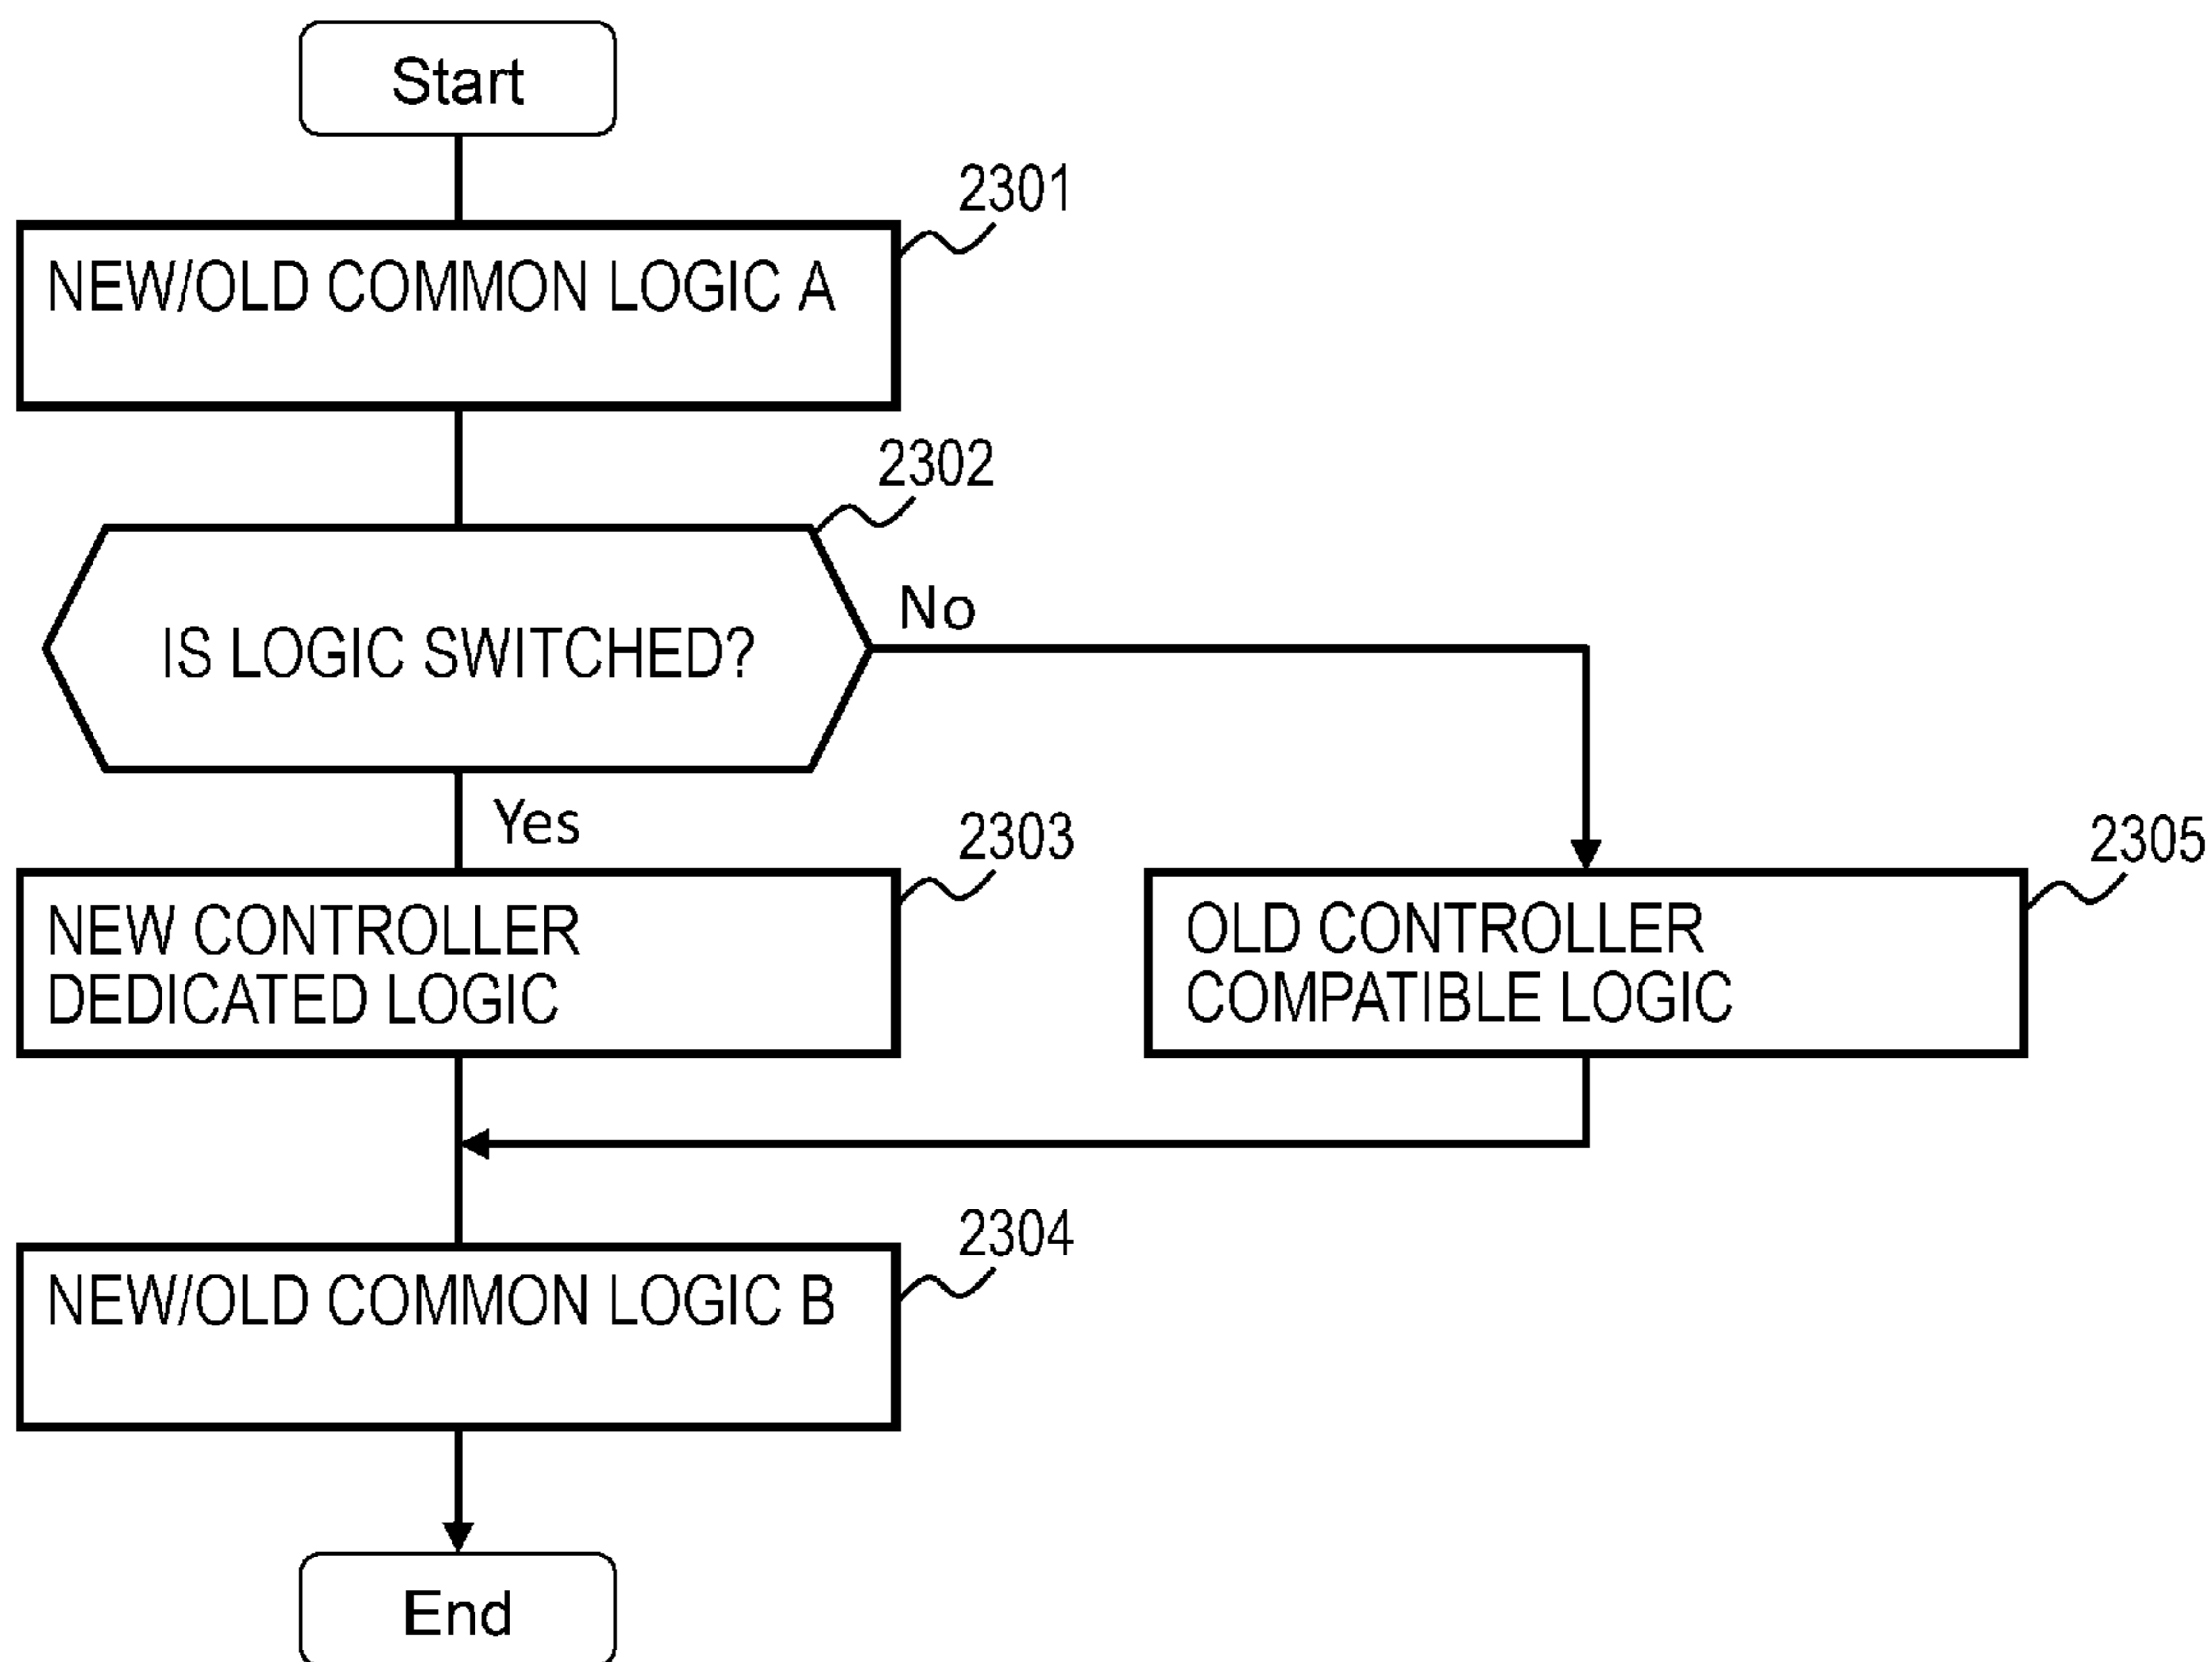 Start
2301
NEW/OLD COMMON LOGIC A
2302
IS LOGIC SWITCHED?
No
Yes
2303
NEW CONTROLLER
DEDICATED LOGIC
2305
OLD CONTROLLER
COMPATIBLE LOGIC
2304
NEW/OLD COMMON LOGIC B
End